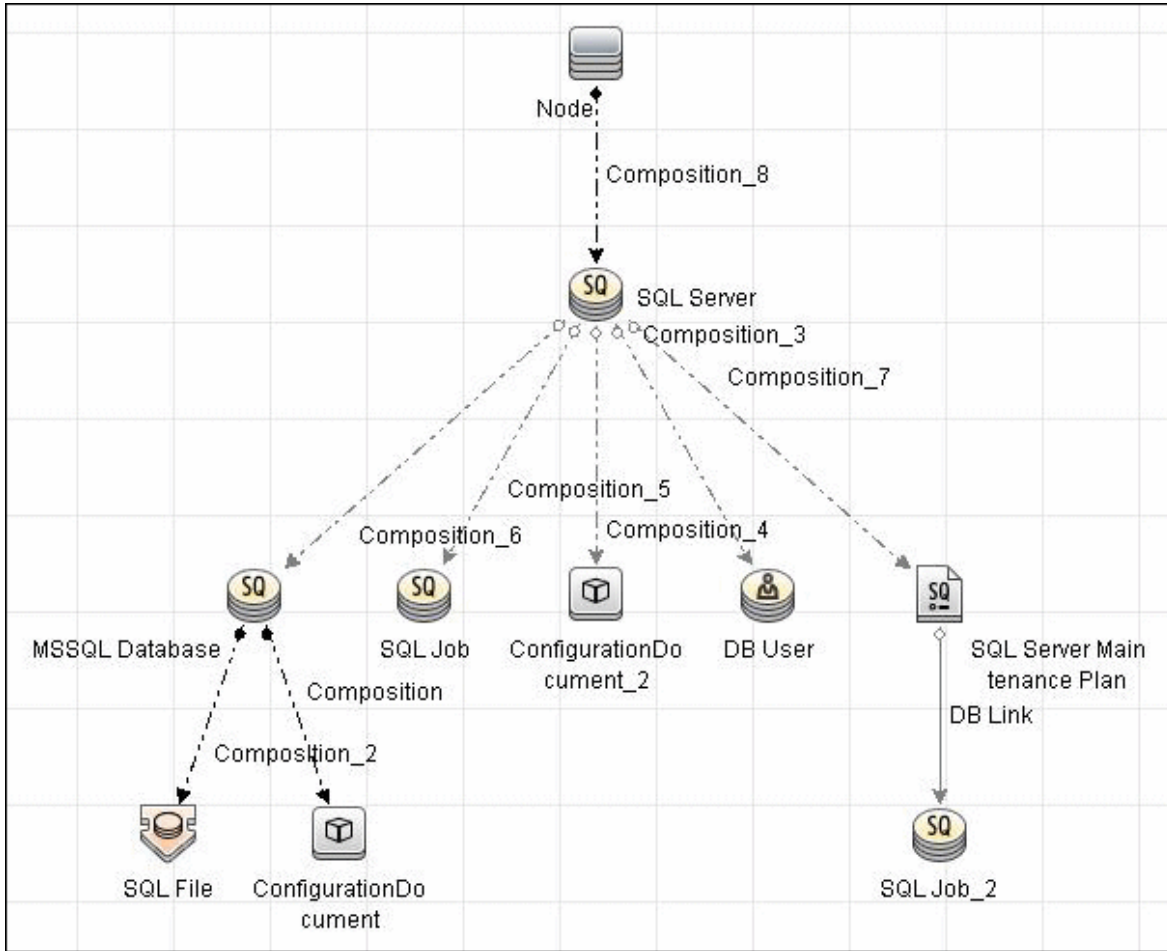 Node
Composition_8
SQ
SQL Server
Composition_3
Composition_7
Composition_5
Composition_6
Composition_4
SQ
SQ
SQ
MSSQL Database
SQL Job
ConfigurationDo
cument_2
DB User
SQL Server Main
tenance Plan
Composition
DB Link
Composition_2
SQ
SQL File
ConfigurationDo
cument
SQL Job_2